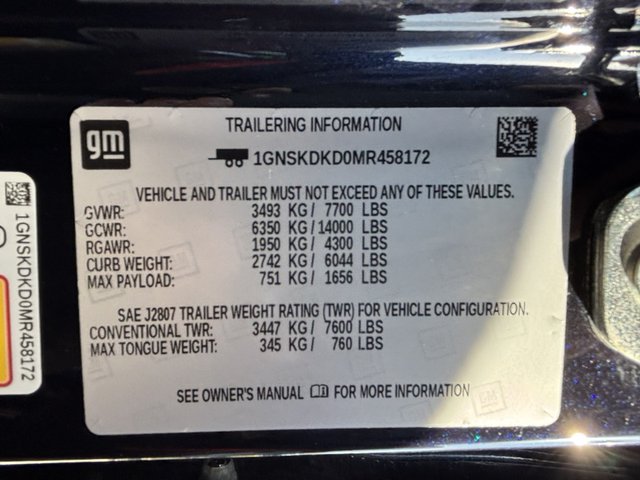 gm
TRAILERING INFORMATION
1GNSKDKD0MR458172
VEHICLE AND TRAILER MUST NOT EXCEED ANY OF THESE VALUES.
GVWR: 3493 KG/ 7700 LBS
GCWR: 6350 KG/14000 LBS
RGAWR: 1950 KG/ 4300 LBS
CURB WEIGHT: 2742 KG/ 6044 LBS
MAX PAYLOAD: 751 KG/ 1656 LBS
SAE J2807 TRAILER WEIGHT RATING (TWR) FOR VEHICLE CONFIGURATION.
CONVENTIONAL TWR: 3447 KG/ 7600 LBS
MAX TONGUE WEIGHT: 345 KG/ 760 LBS
SEE OWNER'S MANUAL FOR MORE INFORMATION
1GNSKDKD0MR458172